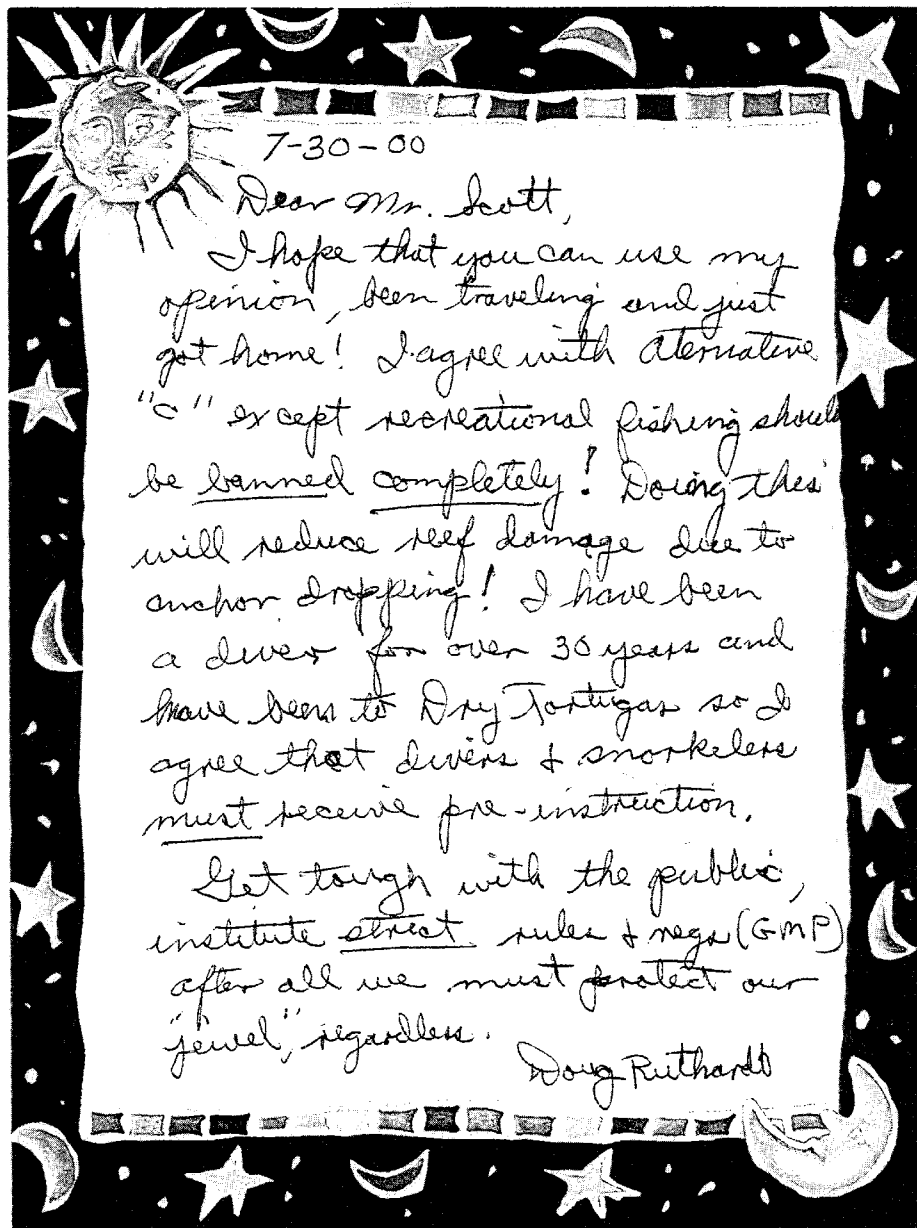 7-30-00
Dear Mr. Scott,
I hope that you can use my
opinion, been traveling and just
got home! I agree with Aternative
"C" except recreational fishing should
be banned completely! Doing this
will reduce reef damage due to
anchor dropping! I have been
a diver for over 30 years and
have been to Dry Tortugas so I
agree that divers & snorkelers
must receive pre-instruction.
Get tough with the public,
institute strict rules & regs (GMP)
after all we must protect our
"jewel", regardless.
Doug Ruthardt